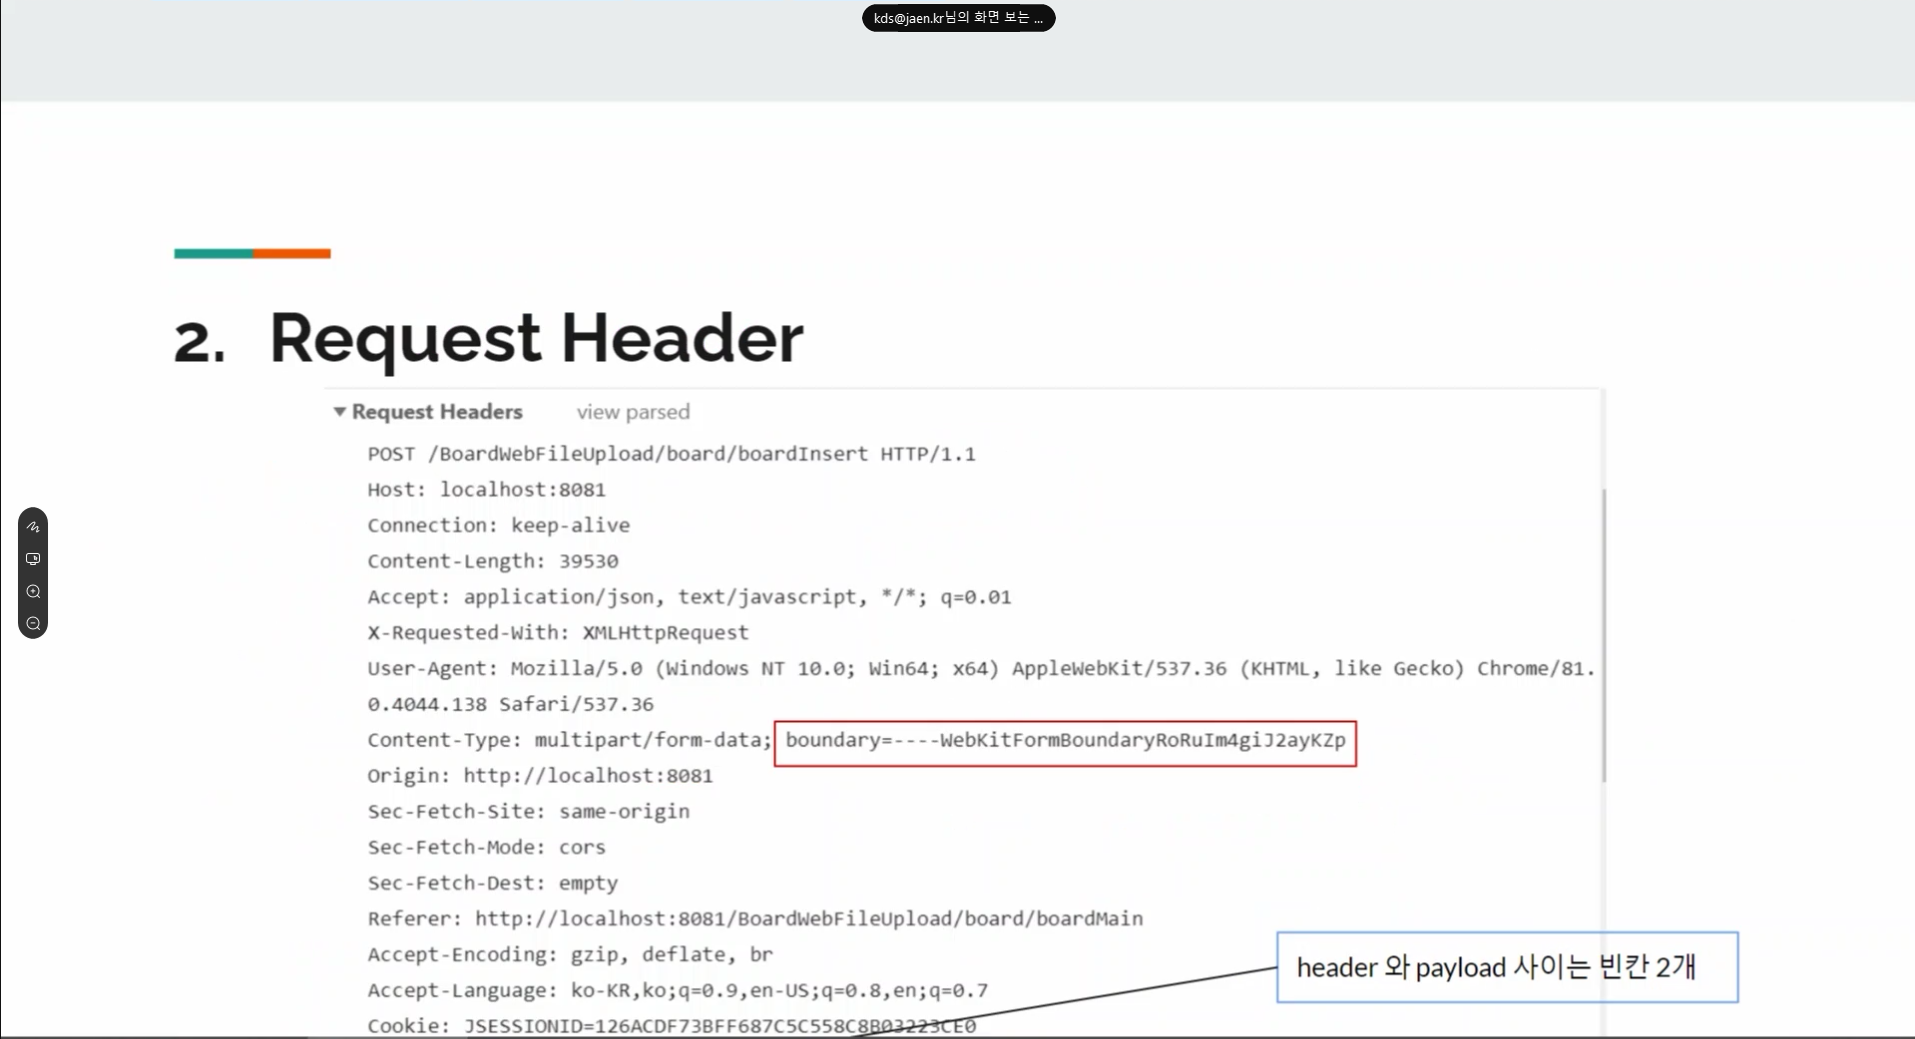 kds@jaen.kr님의 화면 보는 ...
2. Request Header
Request Headers view parsed
POST /BoardWebFileUpload/board/boardInsert HTTP/1.1
Host: localhost:8081
Connection: keep-alive
Content-Length: 39530
Accept: application/json, text/javascript, */*; q=0.01
X-Requested-With: XMLHttpRequest
User-Agent: Mozilla/5.0 (Windows NT 10.0; Win64; x64) AppleWebKit/537.36 (KHTML, like Gecko) Chrome/81.
0.4044.138 Safari/537.36
Content-Type: multipart/form-data; boundary=----WebKitFormBoundaryRoRuIm4giJ2ayKZp
Origin: http://localhost:8081
Sec-Fetch-Site: same-origin
Sec-Fetch-Mode: cors
Sec-Fetch-Dest: empty
Referer: http://localhost:8081/BoardWebFileUpload/board/boardMain
Accept-Encoding: gzip, deflate, br
Accept-Language: ko-KR,ko;q=0.9,en-US;q=0.8,en;q=0.7
Cookie: JSESSIONID=126ACDF73BFF687C5C558C8B03223CE0
header 와 payload 사이는 빈칸 2개